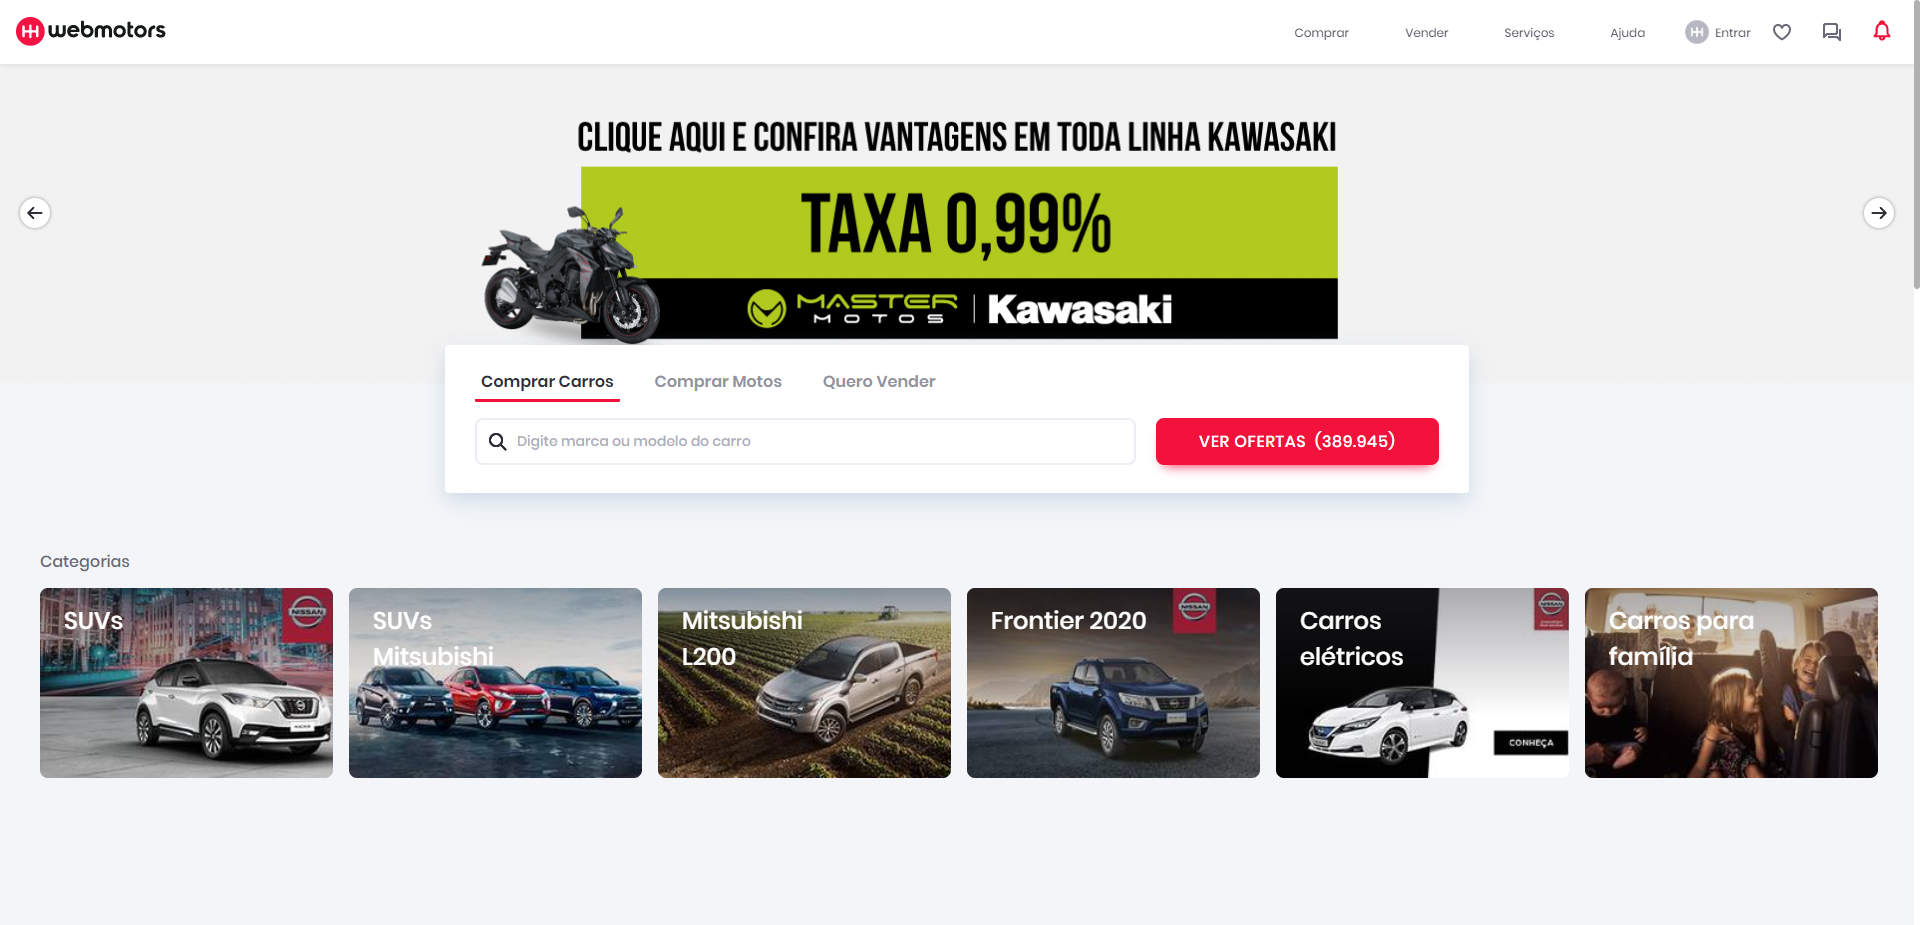 webmotors
Comprar
Vender
Serviços
Ajuda
Entrar
CLIQUE AQUI E CONFIRA VANTAGENS EM TODA LINHA KAWASAKI
TAXA 0,99%
MASTER
MOTOS
Kawasaki
Comprar Carros
Comprar Motos
Quero Vender
Digite marca ou modelo do carro
VER OFERTAS (389.945)
Categorias
SUVs
NISSAN
SUVs
Mitsubishi
Mitsubishi
L200
Frontier 2020
NISSAN
Carros
elétricos
NISSAN
CONHEÇA
Carros para
família